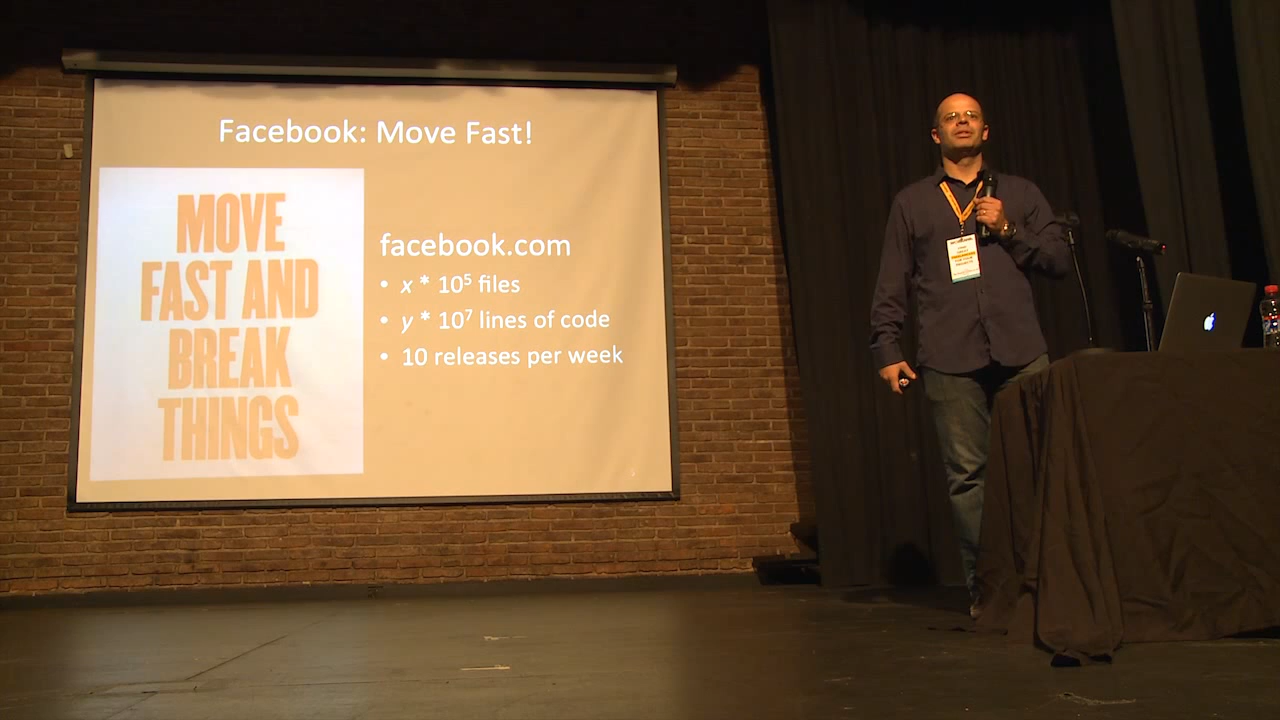 Facebook: Move Fast!
MOVE
FAST AND
BREAK
THINGS
facebook.com
• x * 10⁵ files
• y * 10⁷ lines of code
• 10 releases per week